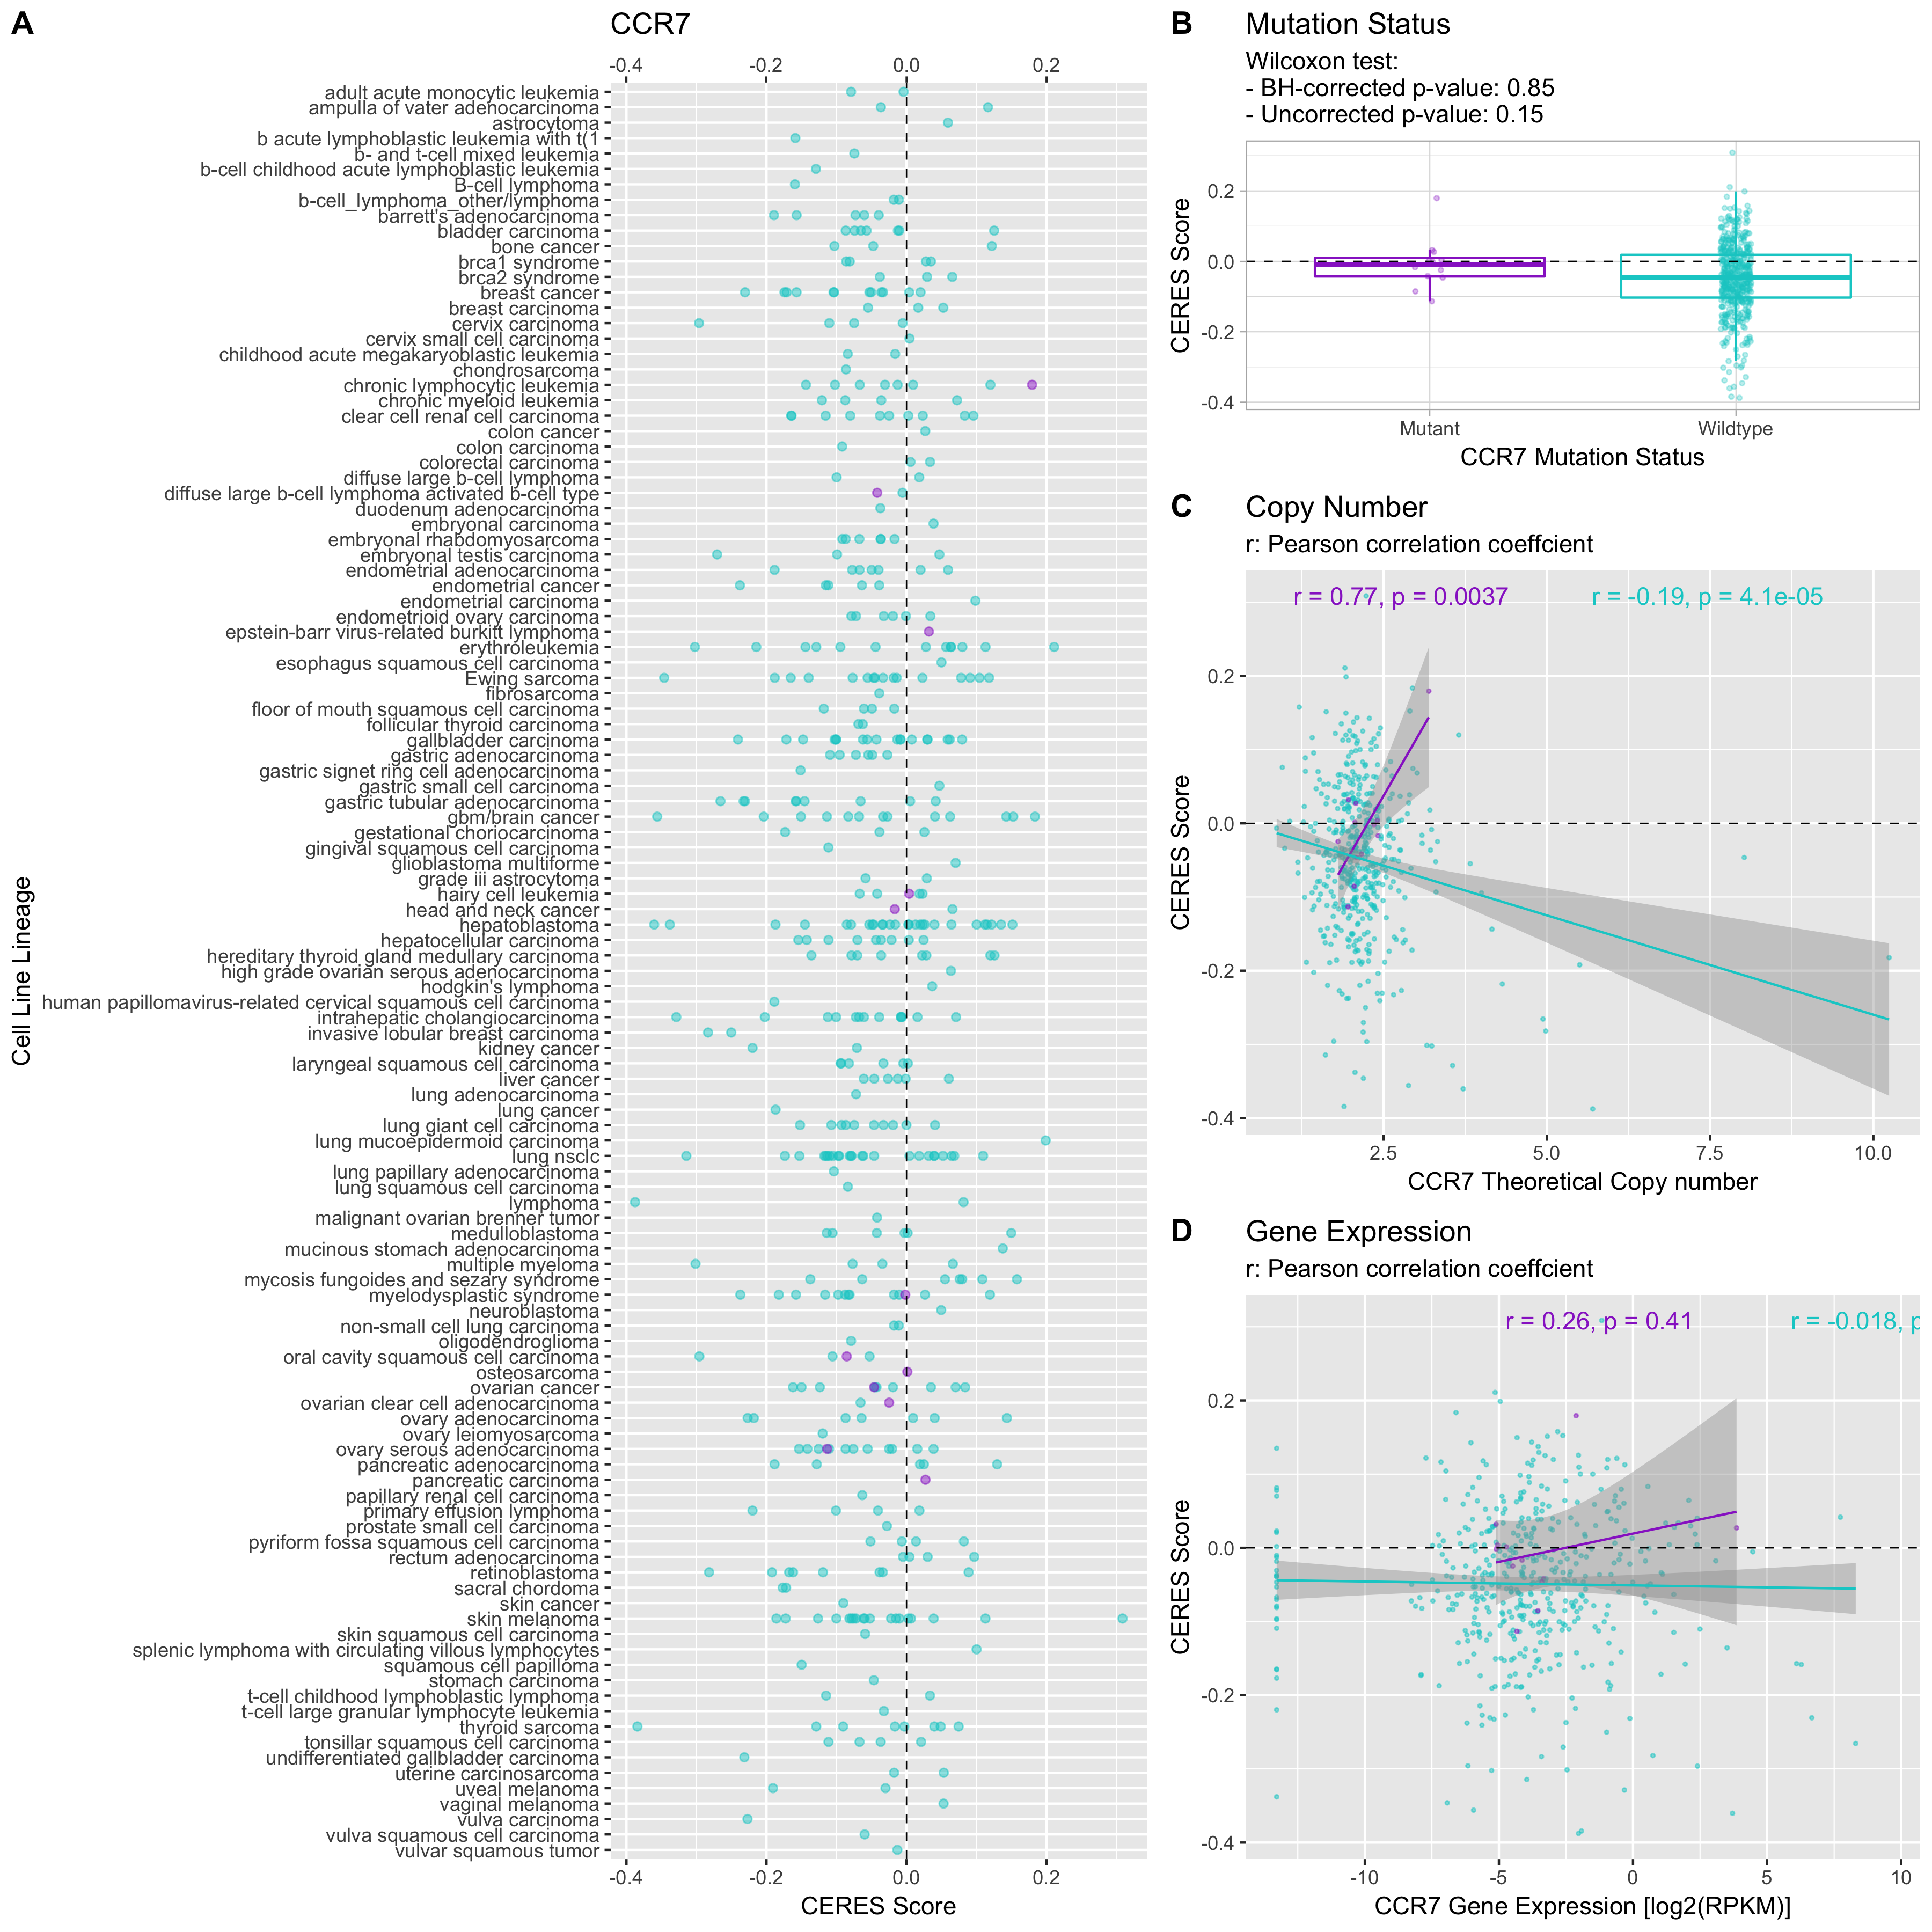 A
CCR7
-0.4 -0.2 0.0 0.2
adult acute monocytic leukemia
ampulla of vater adenocarcinoma
astrocytoma
b acute lymphoblastic leukemia with t(1
b- and t-cell mixed leukemia
b-cell childhood acute lymphoblastic leukemia
B-cell lymphoma
b-cell_lymphoma_other/lymphoma
barrett's adenocarcinoma
bladder carcinoma
bone cancer
brca1 syndrome
brca2 syndrome
breast cancer
breast carcinoma
cervix carcinoma
cervix small cell carcinoma
childhood acute megakaryoblastic leukemia
chondrosarcoma
chronic lymphocytic leukemia
chronic myeloid leukemia
clear cell renal cell carcinoma
colon cancer
colon carcinoma
colorectal carcinoma
diffuse large b-cell lymphoma
diffuse large b-cell lymphoma activated b-cell type
duodenum adenocarcinoma
embryonal carcinoma
embryonal rhabdomyosarcoma
embryonal testis carcinoma
endometrial adenocarcinoma
endometrial cancer
endometrial carcinoma
endometrioid ovary carcinoma
epstein-barr virus-related burkitt lymphoma
erythroleukemia
esophagus squamous cell carcinoma
Ewing sarcoma
fibrosarcoma
floor of mouth squamous cell carcinoma
follicular thyroid carcinoma
gallbladder carcinoma
gastric adenocarcinoma
gastric signet ring cell adenocarcinoma
gastric small cell carcinoma
gastric tubular adenocarcinoma
gbm/brain cancer
gestational choriocarcinoma
gingival squamous cell carcinoma
glioblastoma multiforme
grade iii astrocytoma
hairy cell leukemia
head and neck cancer
hepatoblastoma
hepatocellular carcinoma
hereditary thyroid gland medullary carcinoma
high grade ovarian serous adenocarcinoma
hodgkin's lymphoma
human papillomavirus-related cervical squamous cell carcinoma
intrahepatic cholangiocarcinoma
invasive lobular breast carcinoma
kidney cancer
laryngeal squamous cell carcinoma
liver cancer
lung adenocarcinoma
lung cancer
lung giant cell carcinoma
lung mucoepidermoid carcinoma
lung nsclc
lung papillary adenocarcinoma
lung squamous cell carcinoma
lymphoma
malignant ovarian brenner tumor
medulloblastoma
mucinous stomach adenocarcinoma
multiple myeloma
mycosis fungoides and sezary syndrome
myelodysplastic syndrome
neuroblastoma
non-small cell lung carcinoma
oligodendroglioma
oral cavity squamous cell carcinoma
osteosarcoma
ovarian cancer
ovarian clear cell adenocarcinoma
ovary adenocarcinoma
ovary leiomyosarcoma
ovary serous adenocarcinoma
pancreatic adenocarcinoma
pancreatic carcinoma
papillary renal cell carcinoma
primary effusion lymphoma
prostate small cell carcinoma
pyriform fossa squamous cell carcinoma
rectum adenocarcinoma
retinoblastoma
sacral chordoma
skin cancer
skin melanoma
skin squamous cell carcinoma
splenic lymphoma with circulating villous lymphocytes
squamous cell papilloma
stomach carcinoma
t-cell childhood lymphoblastic lymphoma
t-cell large granular lymphocyte leukemia
thyroid sarcoma
tonsillar squamous cell carcinoma
undifferentiated gallbladder carcinoma
uterine carcinosarcoma
uveal melanoma
vaginal melanoma
vulva carcinoma
vulva squamous cell carcinoma
vulvar squamous tumor
-0.4 -0.2 0.0 0.2
CERES Score
Cell Line Lineage
B
Mutation Status
Wilcoxon test:
- BH-corrected p-value: 0.85
- Uncorrected p-value: 0.15
0.2
0.0
-0.2
-0.4
CERES Score
Mutant Wildtype
CCR7 Mutation Status
C
Copy Number
r: Pearson correlation coeffcient
r = 0.77, p = 0.0037 r = -0.19, p = 4.1e-05
0.2
0.0
-0.2
-0.4
CERES Score
2.5 5.0 7.5 10.0
CCR7 Theoretical Copy number
D
Gene Expression
r: Pearson correlation coeffcient
r = 0.26, p = 0.41 r = -0.018, p
0.2
0.0
-0.2
-0.4
CERES Score
-10 -5 0 5 10
CCR7 Gene Expression [log2(RPKM)]